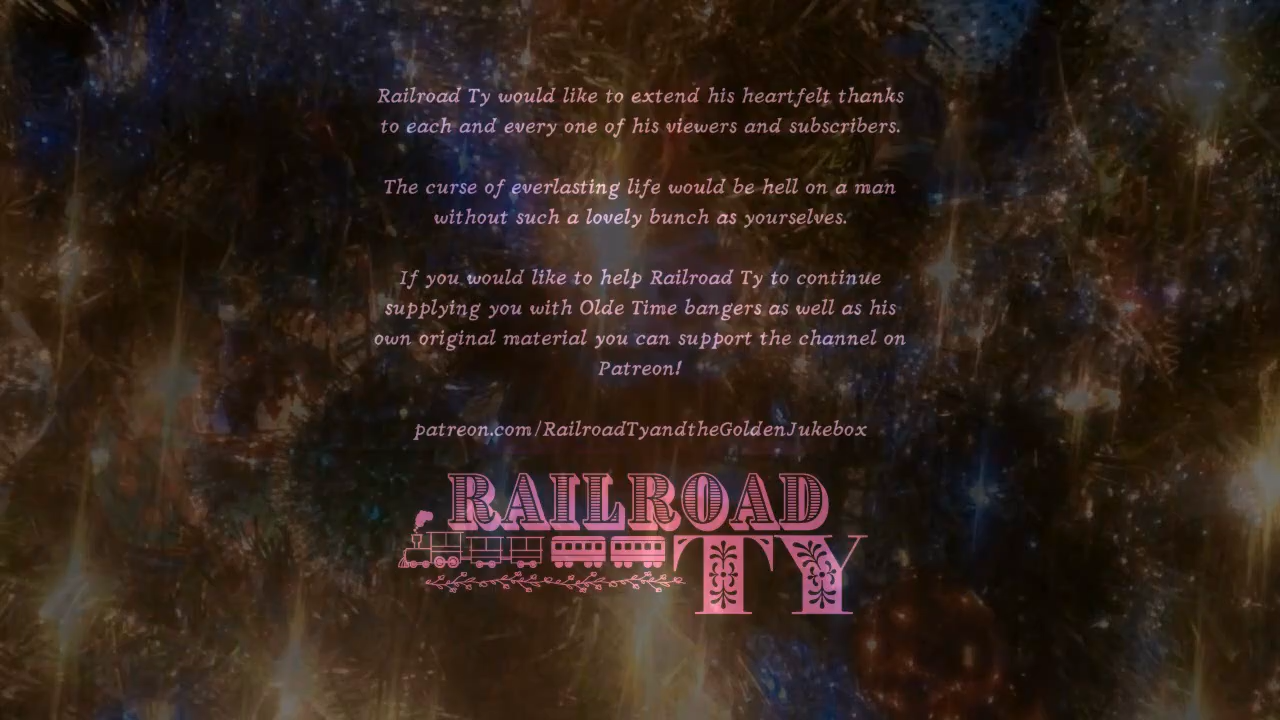 Railroad Ty would like to extend his heartfelt thanks
to each and every one of his viewers and subscribers.
The curse of everlasting life would be hell on a man
without such a lovely bunch as yourselves.
If you would like to help Railroad Ty to continue
supplying you with Olde Time bangers as well as his
own original material you can support the channel on
Patreon!
patreon.com/RailroadTyandtheGoldenJukebox
RAILROAD
TY